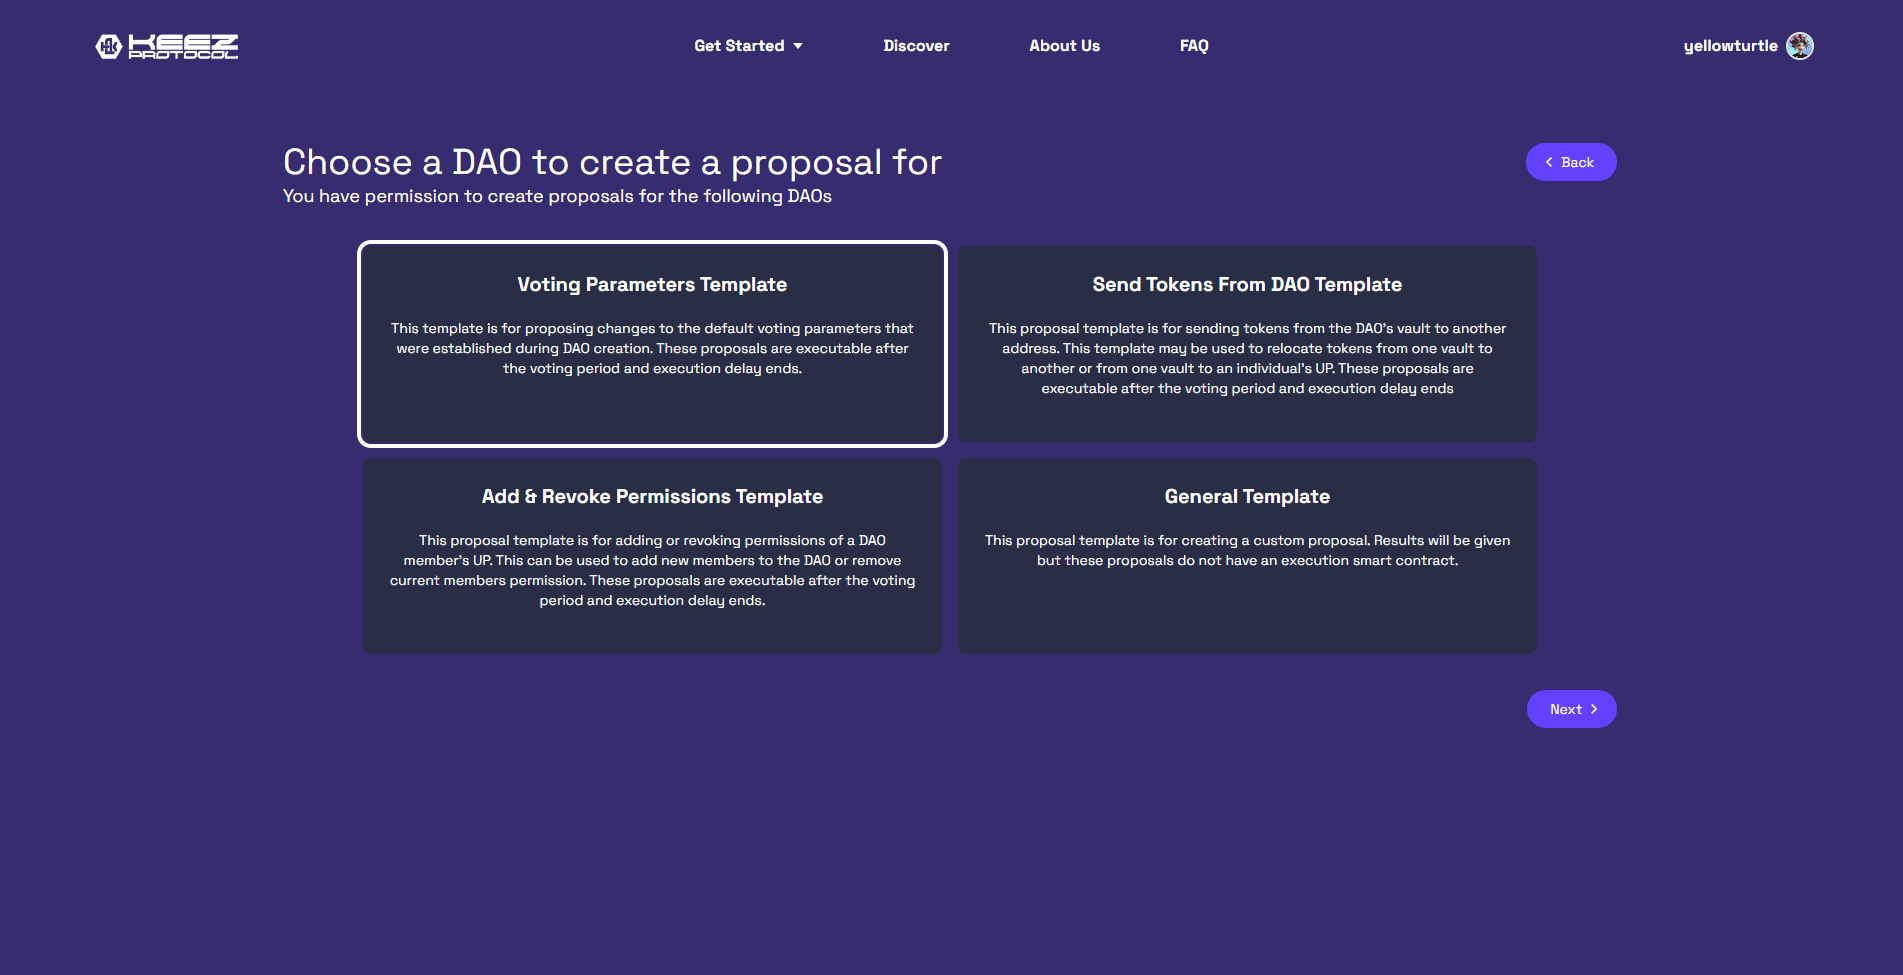 KEEZ
PROTOCOL
Get Started
Discover
About Us
FAQ
yellowturtle
Choose a DAO to create a proposal for
You have permission to create proposals for the following DAOs
Back
Voting Parameters Template
This template is for proposing changes to the default voting parameters that
were established during DAO creation. These proposals are executable after
the voting period and execution delay ends.
Send Tokens From DAO Template
This proposal template is for sending tokens from the DAO's vault to another
address. This template may be used to relocate tokens from one vault to
another or from one vault to an individual's UP. These proposals are
executable after the voting period and execution delay ends
Add & Revoke Permissions Template
This proposal template is for adding or revoking permissions of a DAO
member's UP. This can be used to add new members to the DAO or remove
current members permission. These proposals are executable after the voting
period and execution delay ends.
General Template
This proposal template is for creating a custom proposal. Results will be given
but these proposals do not have an execution smart contract.
Next